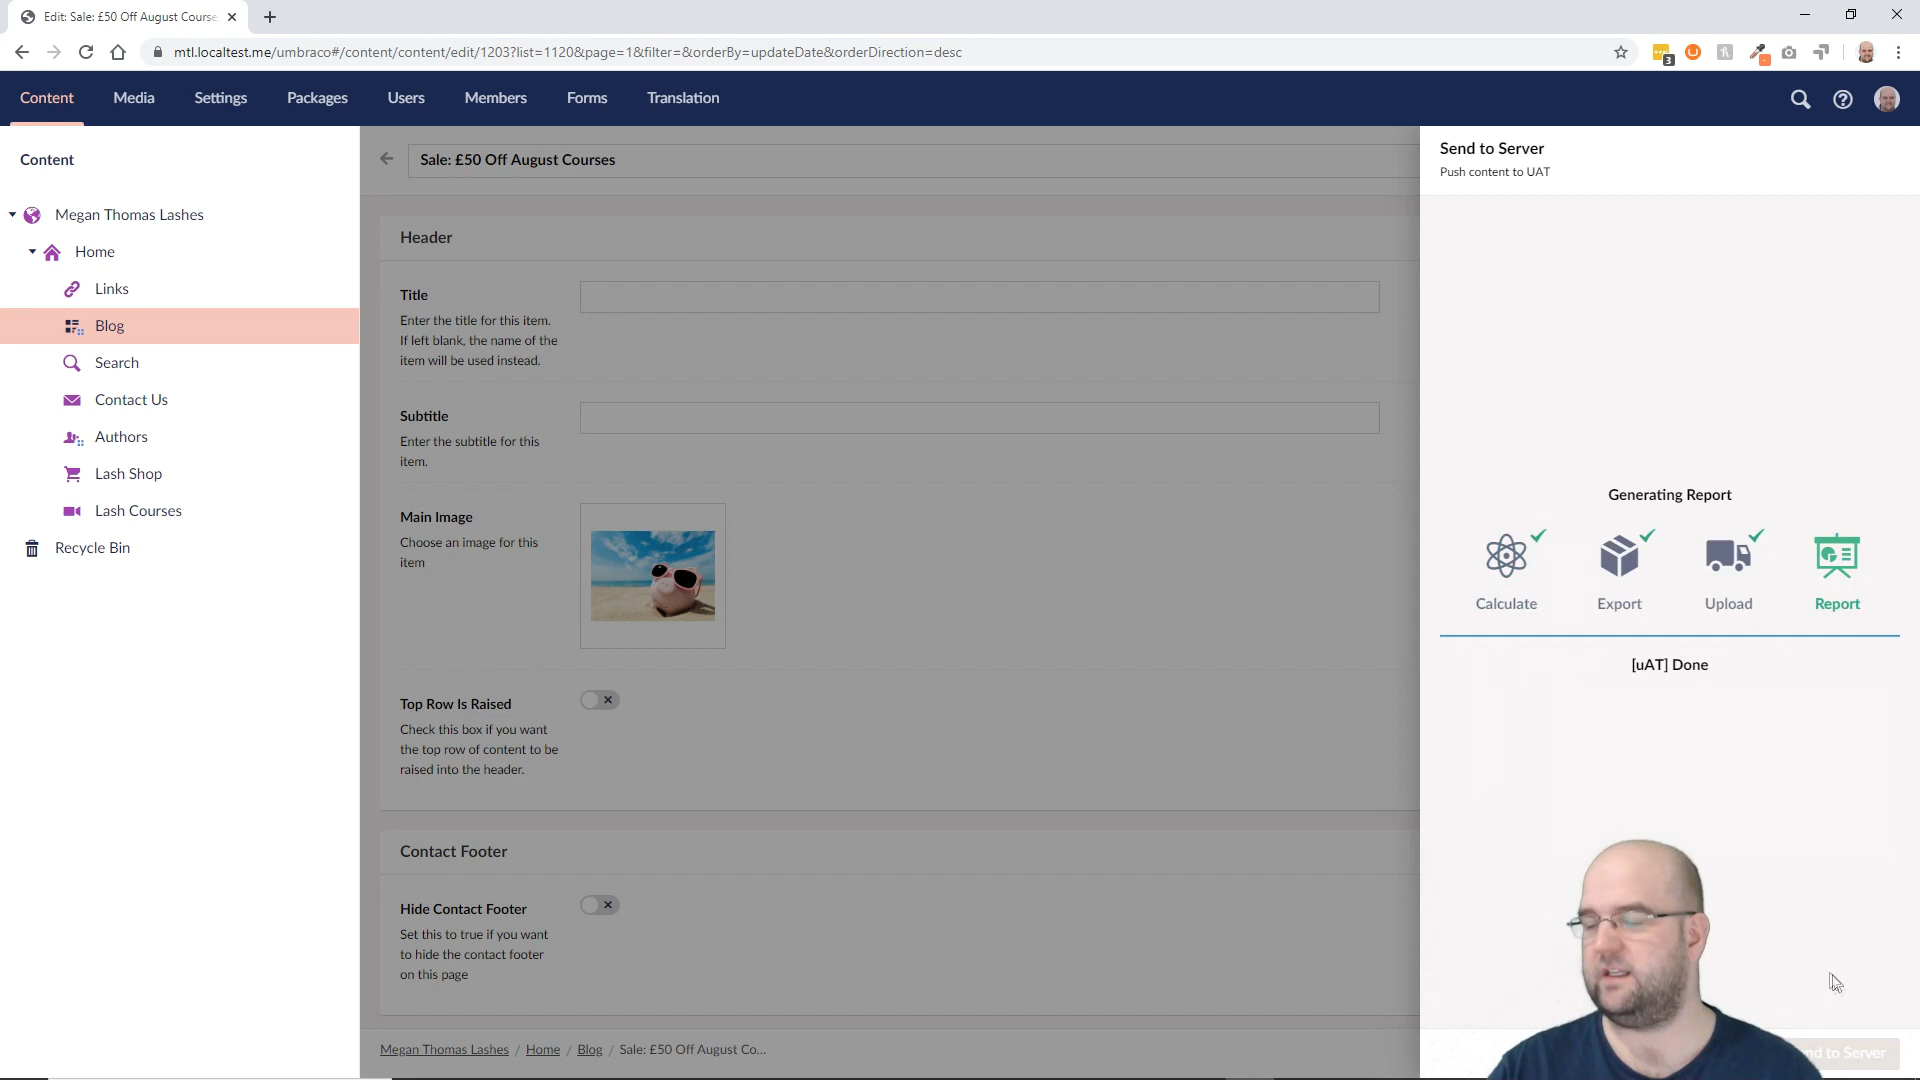 Edit: Sale: £50 Off August Course
mtl.localtest.me/umbraco#/content/content/edit/1203?list=1120&page=1&filter=&orderBy=updateDate&orderDirection=desc
3
Content
Media
Settings
Packages
Users
Members
Forms
Translation
Content
Megan Thomas Lashes
Home
Links
Blog
Search
Contact Us
Authors
Lash Shop
Lash Courses
Recycle Bin
Sale: £50 Off August Courses
Header
Title
Enter the title for this item.
If left blank, the name of the
item will be used instead.
Subtitle
Enter the subtitle for this
item.
Main Image
Choose an image for this
item
Top Row Is Raised
Check this box if you want
the top row of content to be
raised into the header.
Contact Footer
Hide Contact Footer
Set this to true if you want
to hide the contact footer
on this page
Megan Thomas Lashes / Home / Blog / Sale: £50 Off August Co...
Send to Server
Push content to UAT
Generating Report
Calculate
Export
Upload
Report
[uAT] Done
nd to Server